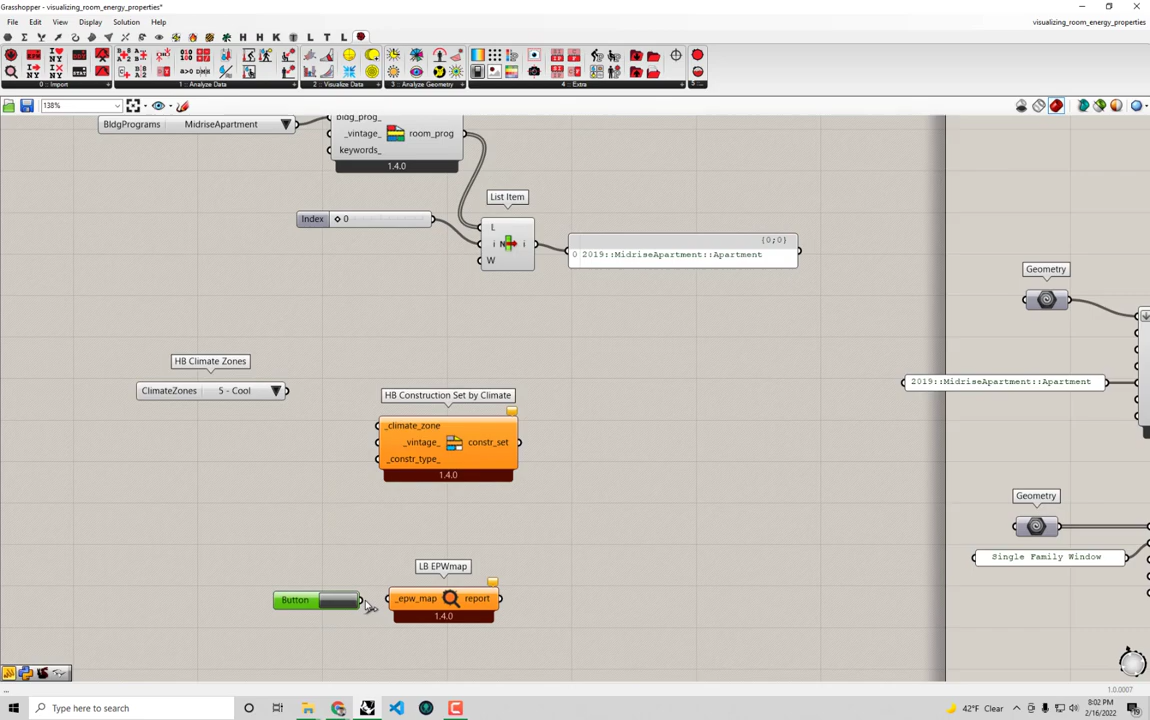 Grasshopper - visualizing_room_energy_properties*
File Edit View Display Solution Help
visualizing_room_energy_properties*
H H K T L T L
0 :: Import
1 :: Analyze Data
2 :: Visualize Data
3 :: Analyze Geometry
4 :: Extra
138%
BldgPrograms MidriseApartment
bldg_prog_
_vintage_
room_prog
keywords_
1.4.0
List Item
Index 0
L
i N i
W
{0;0}
0 2019::MidriseApartment::Apartment
Geometry
HB Climate Zones
ClimateZones 5 - Cool
2019::MidriseApartment::Apartment
HB Construction Set by Climate
_climate_zone
_vintage_
constr_set
_constr_type_
1.4.0
Geometry
Single Family Window
LB EPWmap
Button
_epw_map report
1.4.0
...
1.0.0007
Type here to search
42°F Clear
8:02 PM
2/16/2022